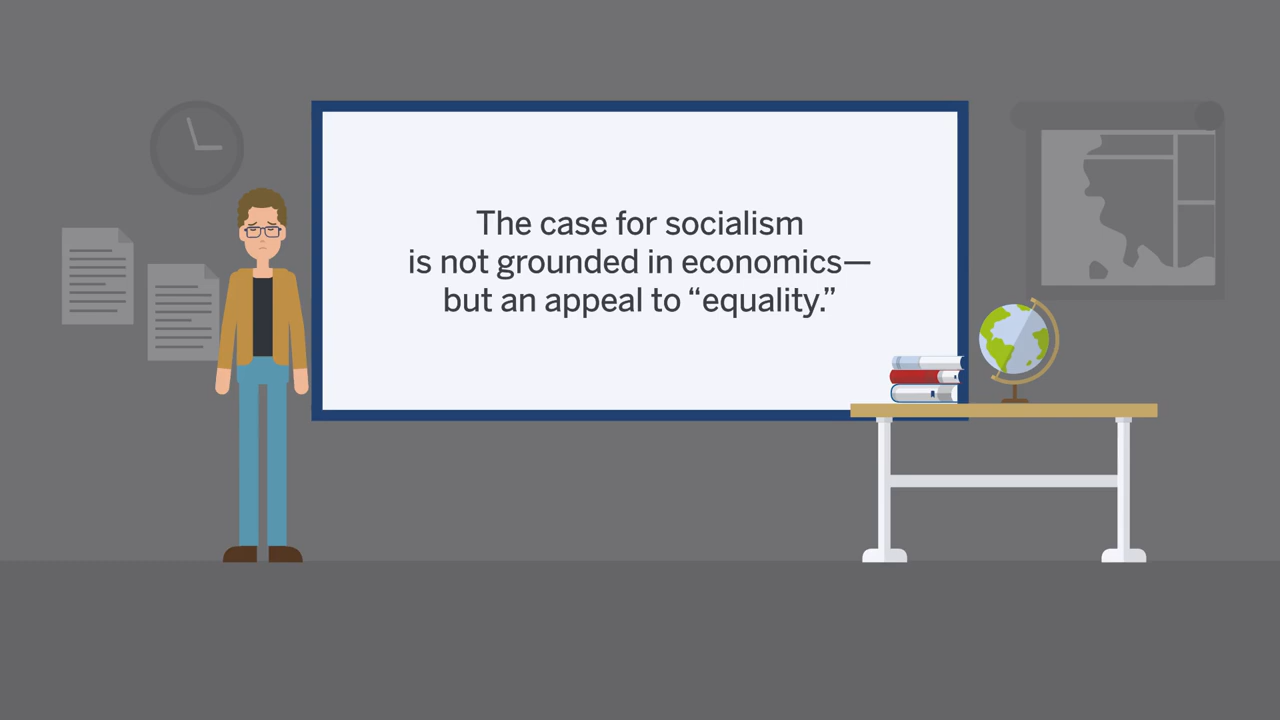 The case for socialism
is not grounded in economics—
but an appeal to “equality.”